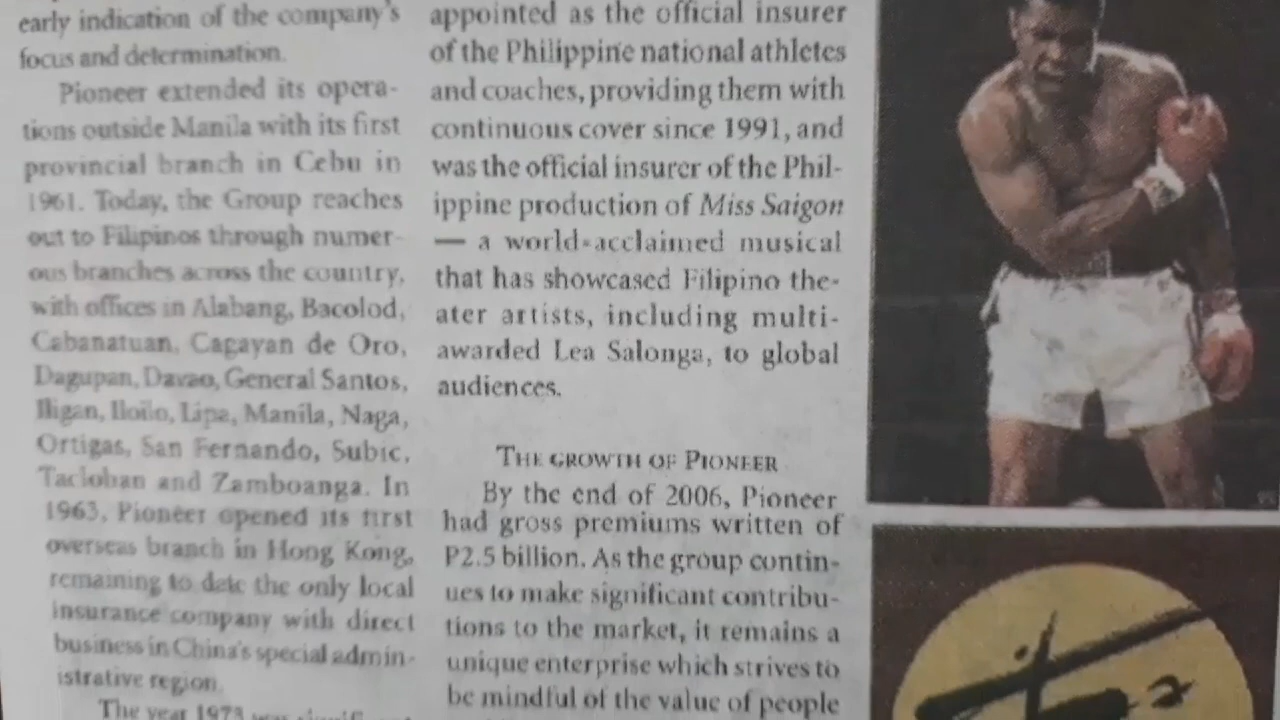 early indication of the company's
focus and determination.
Pioneer extended its opera-
tions outside Manila with its first
provincial branch in Cebu in
1961. Today, the Group reaches
out to Filipinos through numer-
ous branches across the country,
with offices in Alabang, Bacolod,
Cabanatuan, Cagayan de Oro,
Dagupan, Davao, General Santos,
Iligan, Iloilo, Lipa, Manila, Naga,
Ortigas, San Fernando, Subic,
Tacloban and Zamboanga. In
1963, Pioneer opened its first
overseas branch in Hong Kong,
remaining to date the only local
insurance company with direct
business in China's special admin-
istrative region.
The year 1973
appointed as the official insurer
of the Philippine national athletes
and coaches, providing them with
continuous cover since 1991, and
was the official insurer of the Phil-
ippine production of Miss Saigon
— a world-acclaimed musical
that has showcased Filipino the-
ater artists, including multi-
awarded Lea Salonga, to global
audiences.
THE GROWTH OF PIONEER
By the end of 2006, Pioneer
had gross premiums written of
P2.5 billion. As the group contin-
ues to make significant contribu-
tions to the market, it remains a
unique enterprise which strives to
be mindful of the value of people